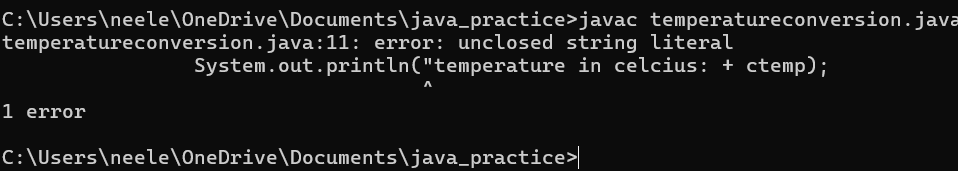 C:\Users\neele\OneDrive\Documents\java_practice>javac temperatureconversion.java
temperatureconversion.java:11: error: unclosed string literal
System.out.println("temperature in celcius: + ctemp);
^
1 error
C:\Users\neele\OneDrive\Documents\java_practice>